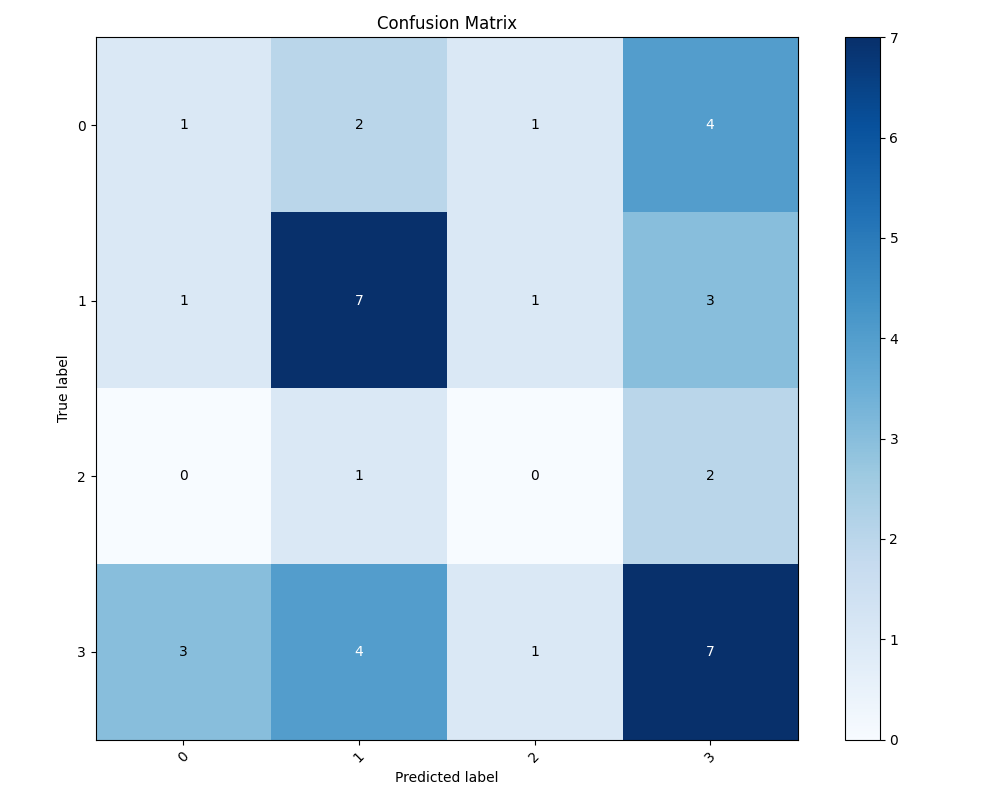 Confusion Matrix
0 1 2 1 4
1 1 7 1 3
2 0 1 0 2
3 3 4 1 7
0 1 2 3
True label
Predicted label
7
6
5
4
3
2
1
0